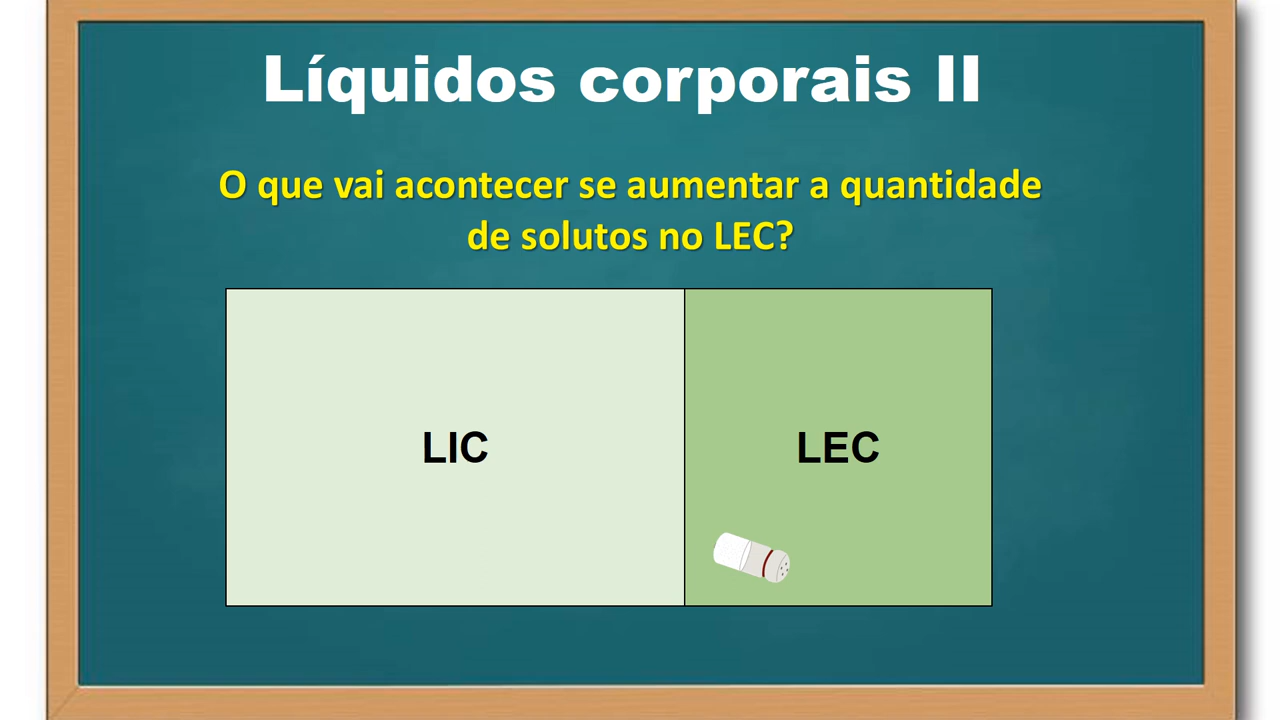 Líquidos corporais II
O que vai acontecer se aumentar a quantidade
de solutos no LEC?
LIC
LEC